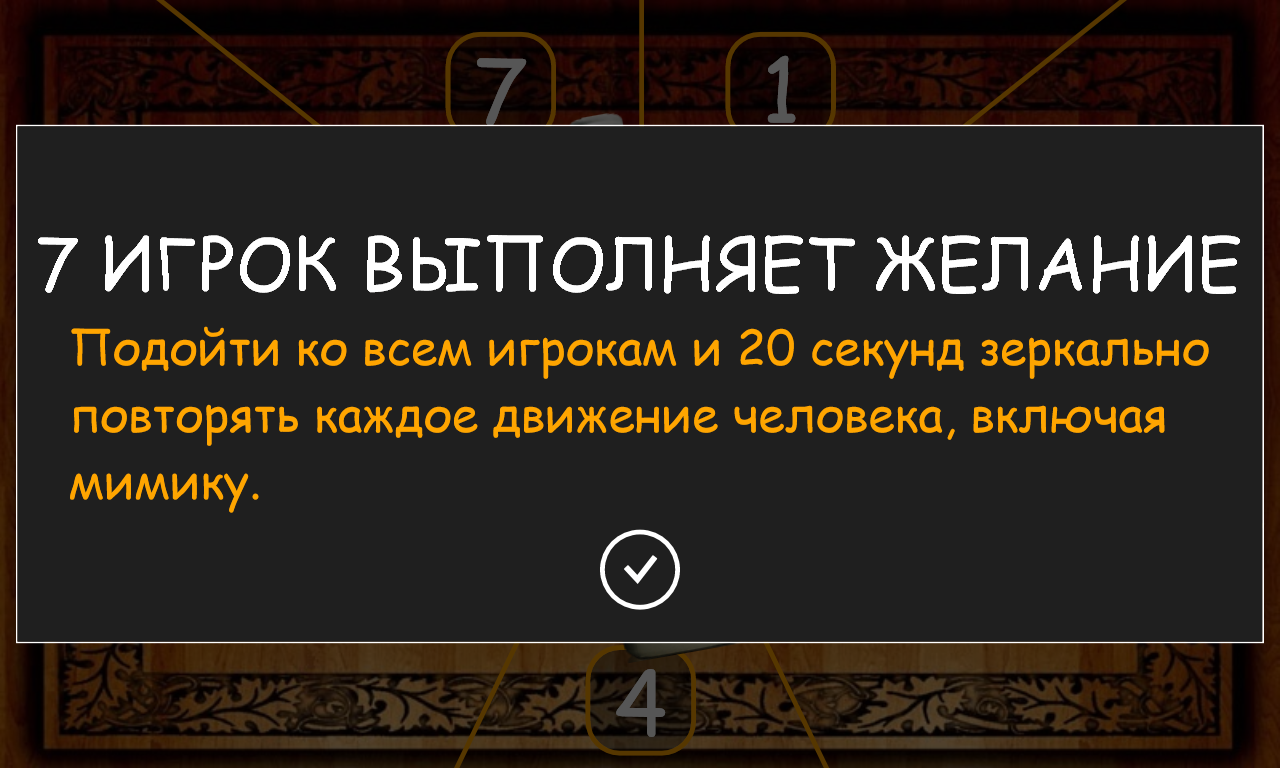 7 1
7 ИГРОК ВЫПОЛНЯЕТ ЖЕЛАНИЕ
Подойти ко всем игрокам и 20 секунд зеркально
повторять каждое движение человека, включая
мимику.
4